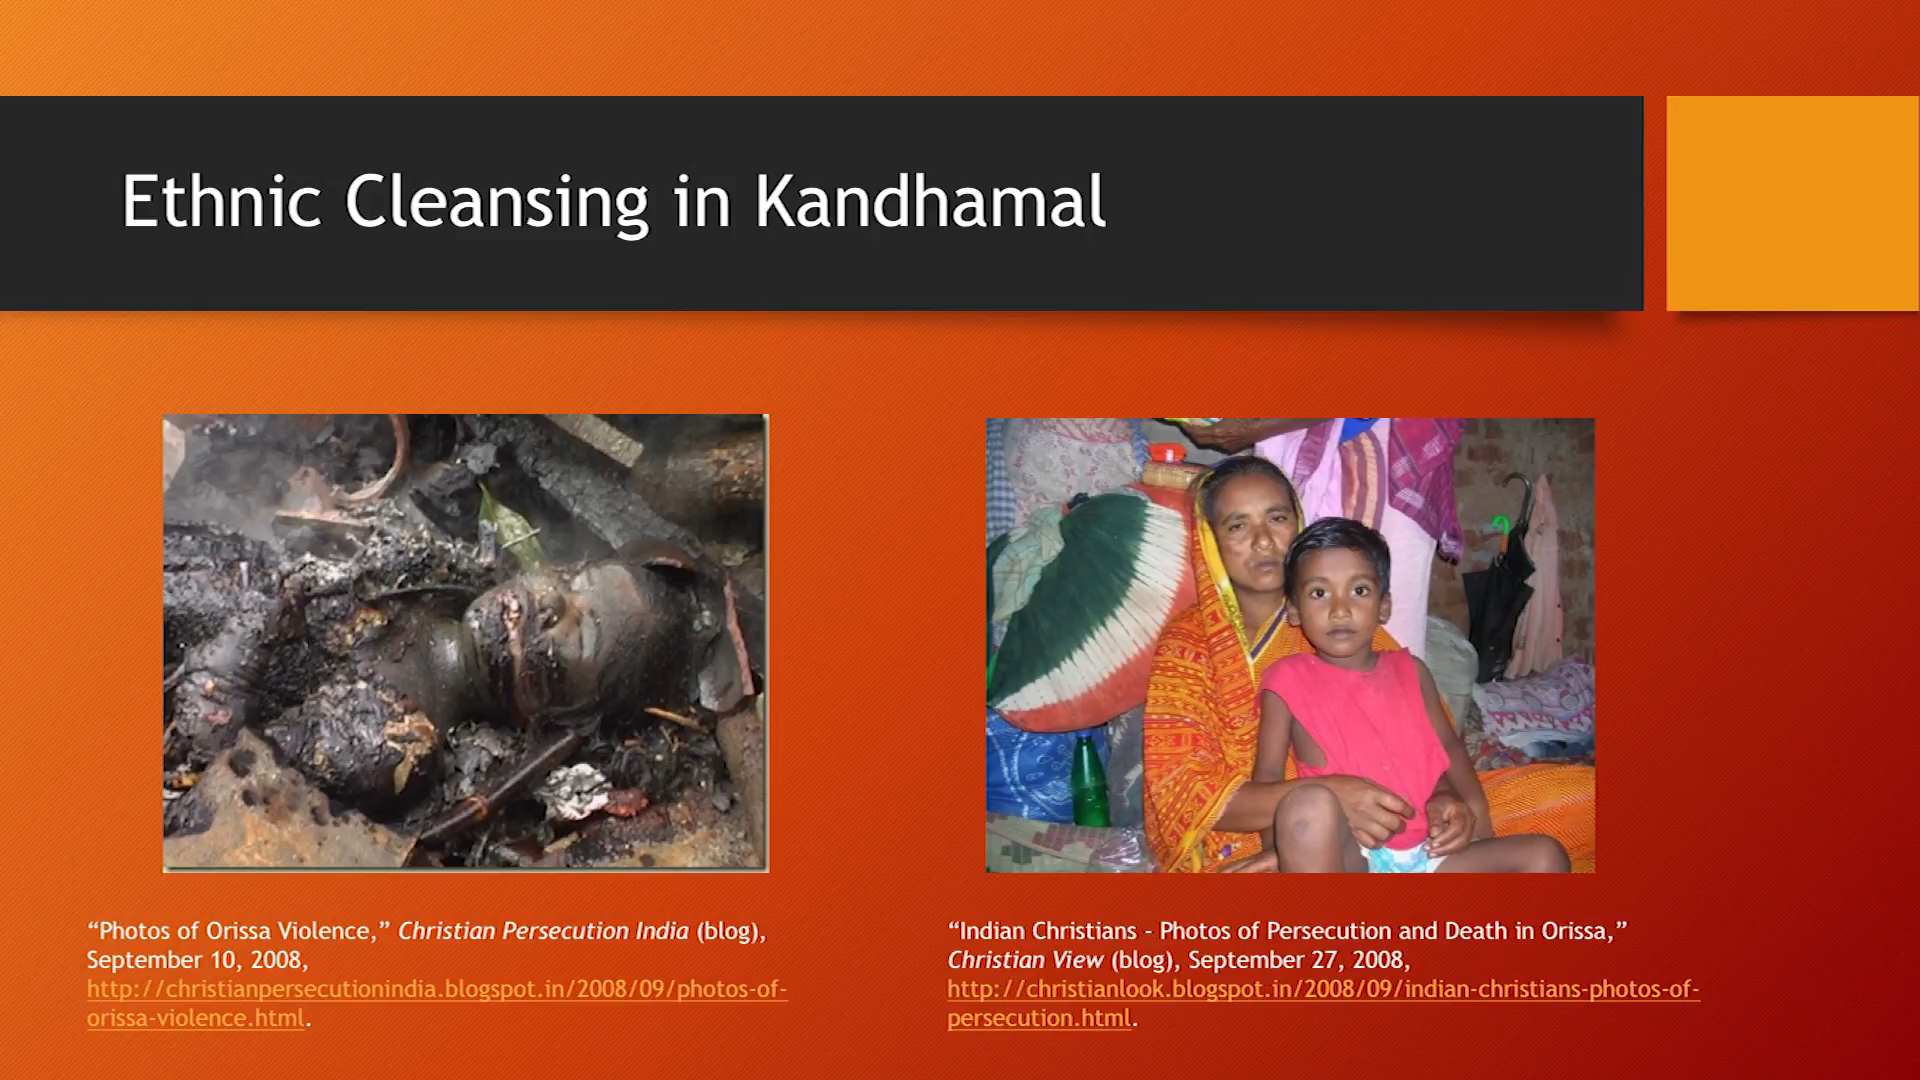 Ethnic Cleansing in Kandhamal
“Photos of Orissa Violence,” Christian Persecution India (blog),
September 10, 2008,
http://christianpersecutionindia.blogspot.in/2008/09/photos-of-
orissa-violence.html.
“Indian Christians - Photos of Persecution and Death in Orissa,”
Christian View (blog), September 27, 2008,
http://christianlook.blogspot.in/2008/09/indian-christians-photos-of-
persecution.html.